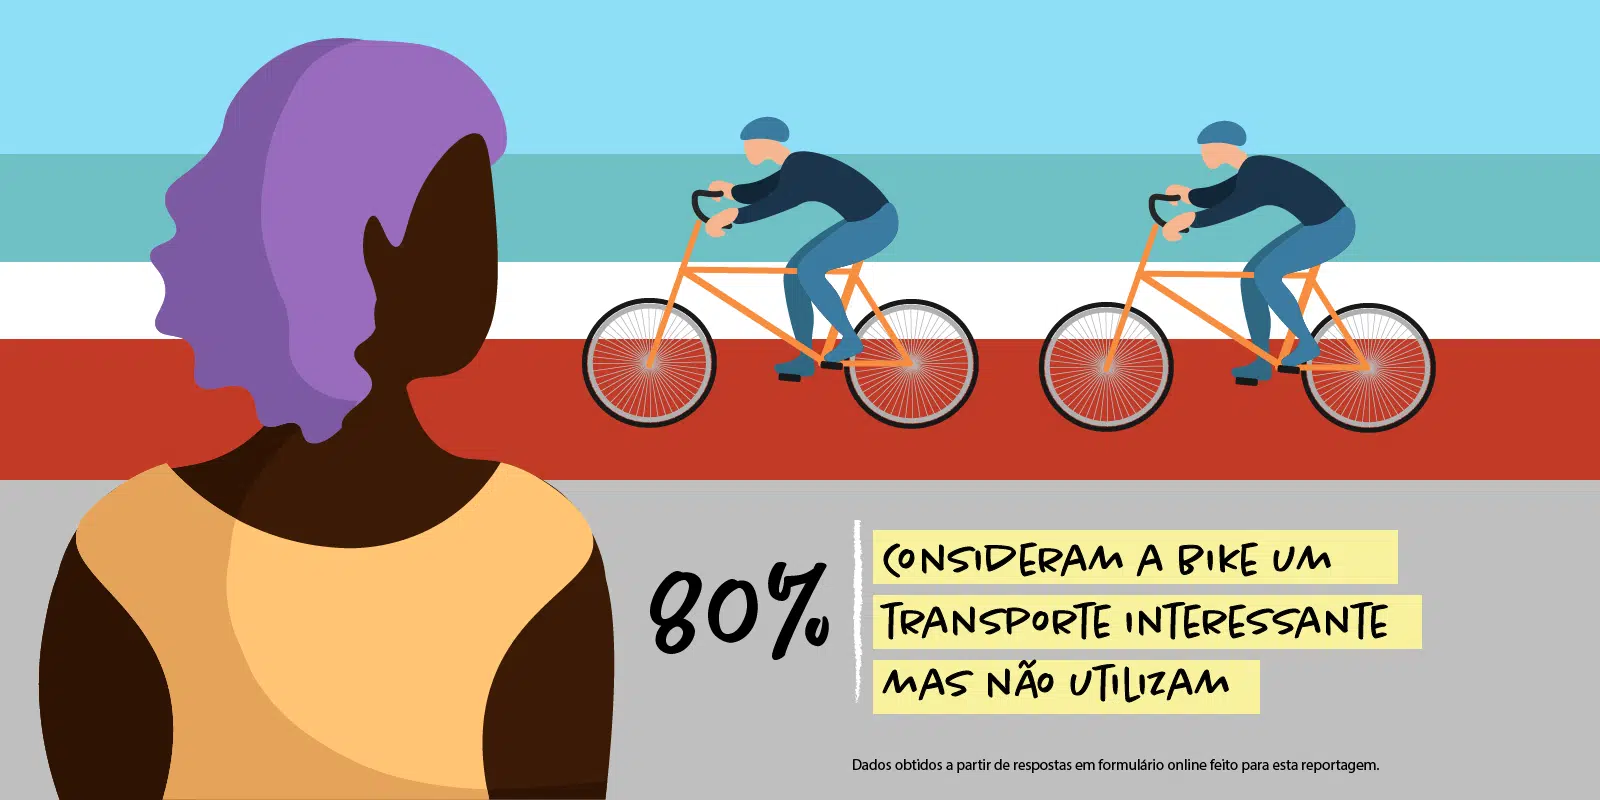 80%
CONSIDERAM A BIKE UM
TRANSPORTE INTERESSANTE
MAS NÃO UTILIZAM
Dados obtidos a partir de respostas em formulário online feito para esta reportagem.